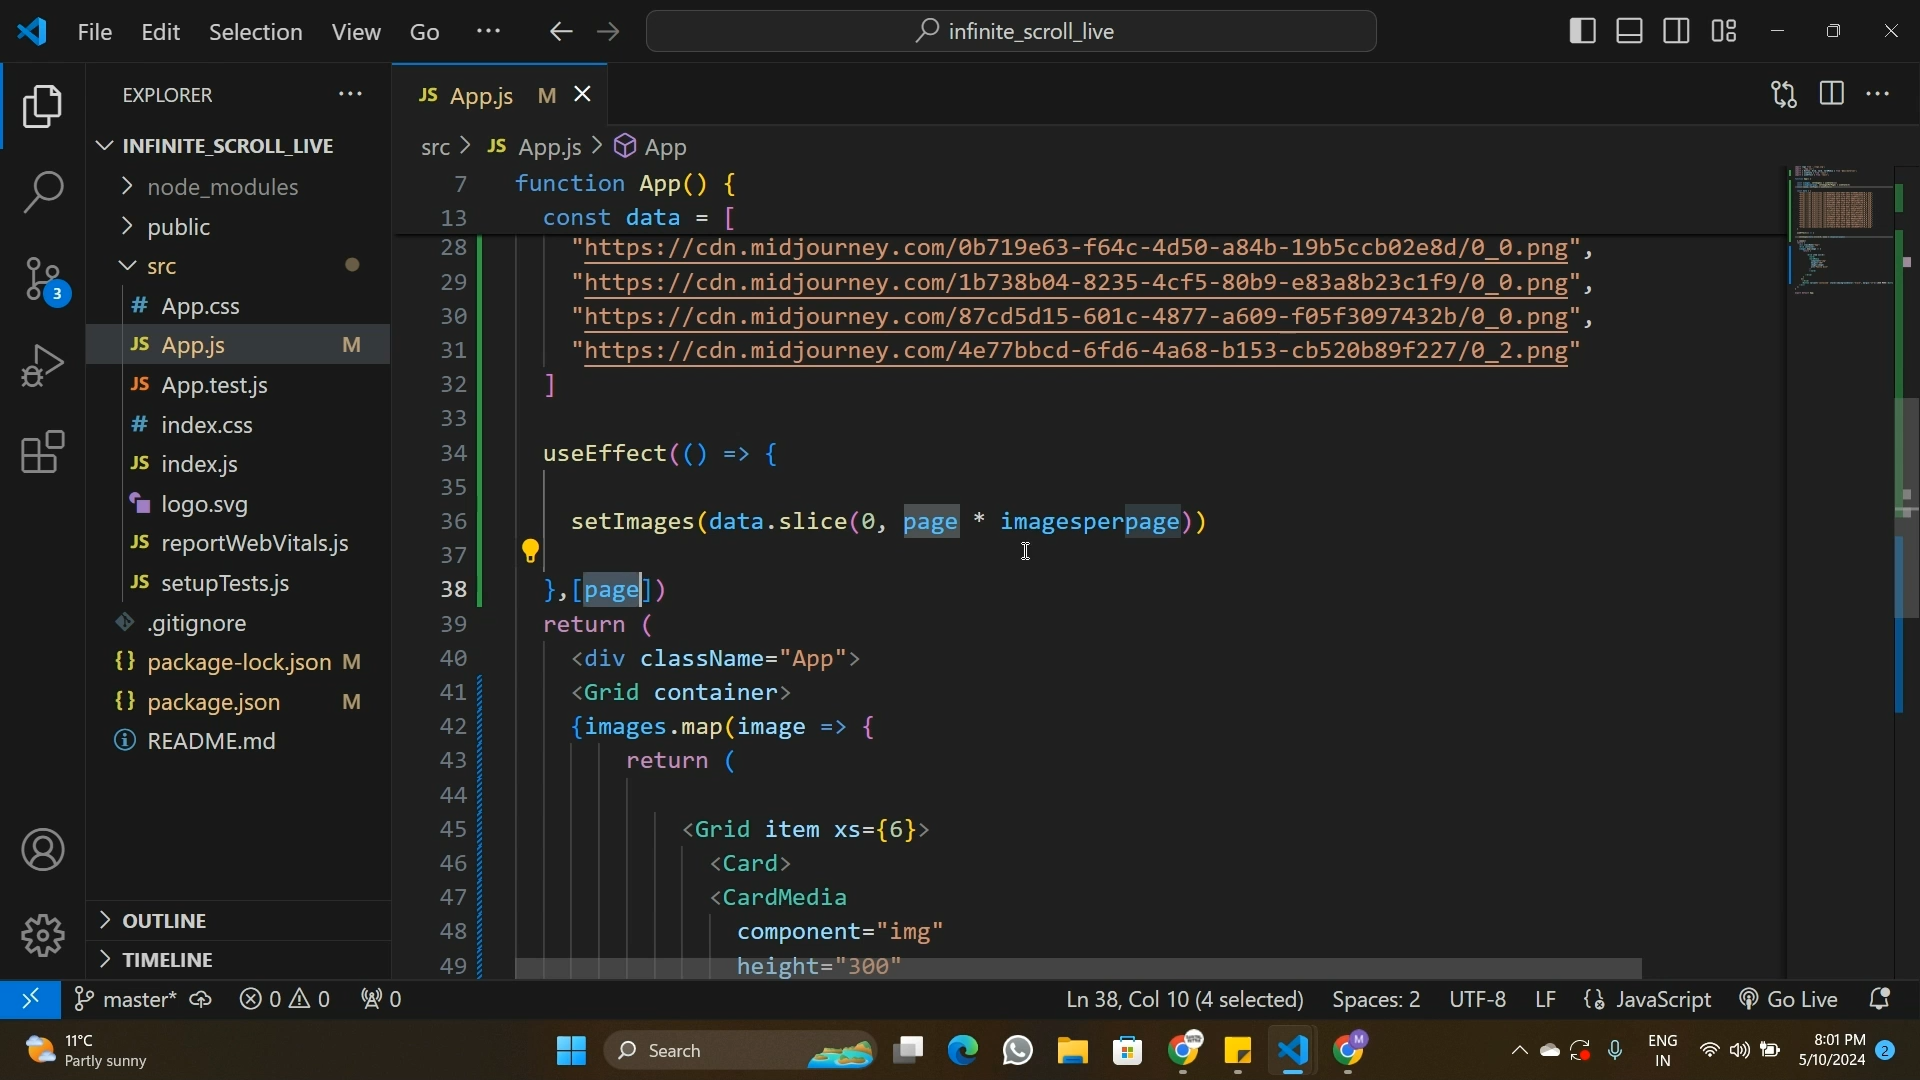 File Edit Selection View Go ···
infinite_scroll_live
EXPLORER ···
INFINITE_SCROLL_LIVE
node_modules
public
src
# App.css
JS App.js M
JS App.test.js
# index.css
JS index.js
logo.svg
JS reportWebVitals.js
JS setupTests.js
.gitignore
{} package-lock.json M
{} package.json M
README.md
OUTLINE
TIMELINE
3
JS App.js M
src > JS App.js > App
7 function App() {
13 const data = [
28 "https://cdn.midjourney.com/0b719e63-f64c-4d50-a84b-19b5ccb02e8d/0_0.png",
29 "https://cdn.midjourney.com/1b738b04-8235-4cf5-80b9-e83a8b23c1f9/0_0.png",
30 "https://cdn.midjourney.com/87cd5d15-601c-4877-a609-f05f3097432b/0_0.png",
31 "https://cdn.midjourney.com/4e77bbcd-6fd6-4a68-b153-cb520b89f227/0_2.png"
32 ]
33
34 useEffect(() => {
35
36 setImages(data.slice(0, page * imagesperpage))
37
38 },[page])
39 return (
40 <div className="App">
41 <Grid container>
42 {images.map(image => {
43 return (
44
45 <Grid item xs={6}>
46 <Card>
47 <CardMedia
48 component="img"
49 height="300"
master* 0 0 0 Ln 38, Col 10 (4 selected) Spaces: 2 UTF-8 LF {} JavaScript Go Live
11°C
Partly sunny
Search
M
ENG
IN
8:01 PM
5/10/2024
2